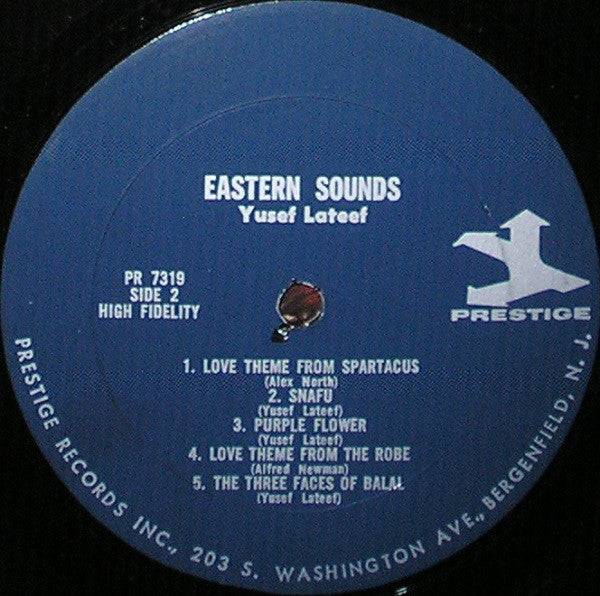 EASTERN SOUNDS
Yusef Lateef
PR 7319
SIDE 2
HIGH FIDELITY
PRESTIGE
1. LOVE THEME FROM SPARTACUS
(Alex North)
2. SNAFU
(Yusef Lateef)
3. PURPLE FLOWER
(Yusef Lateef)
4. LOVE THEME FROM THE ROBE
(Alfred Newman)
5. THE THREE FACES OF BALAL
(Yusef Lateef)
PRESTIGE RECORDS INC., 203 S. WASHINGTON AVE., BERGENFIELD, N. J.